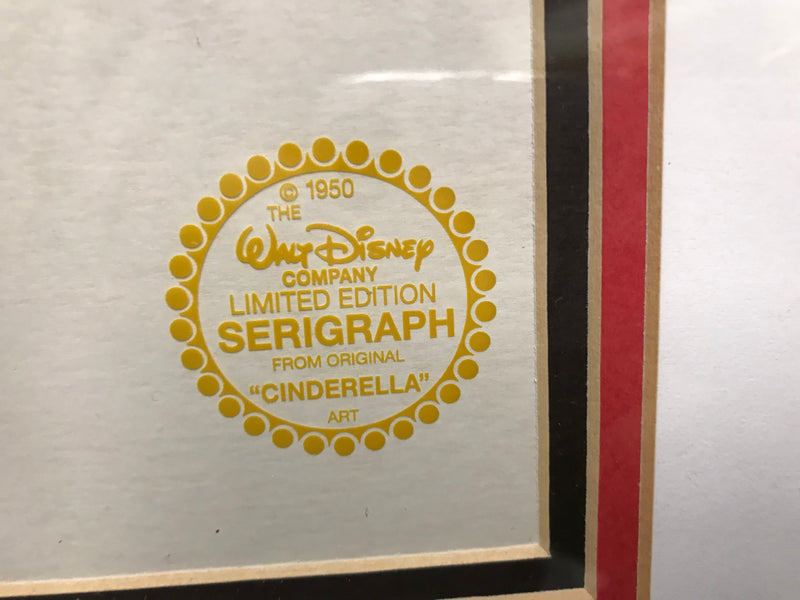 © 1950
THE
Walt Disney
COMPANY
LIMITED EDITION
SERIGRAPH
FROM ORIGINAL
"CINDERELLA"
ART